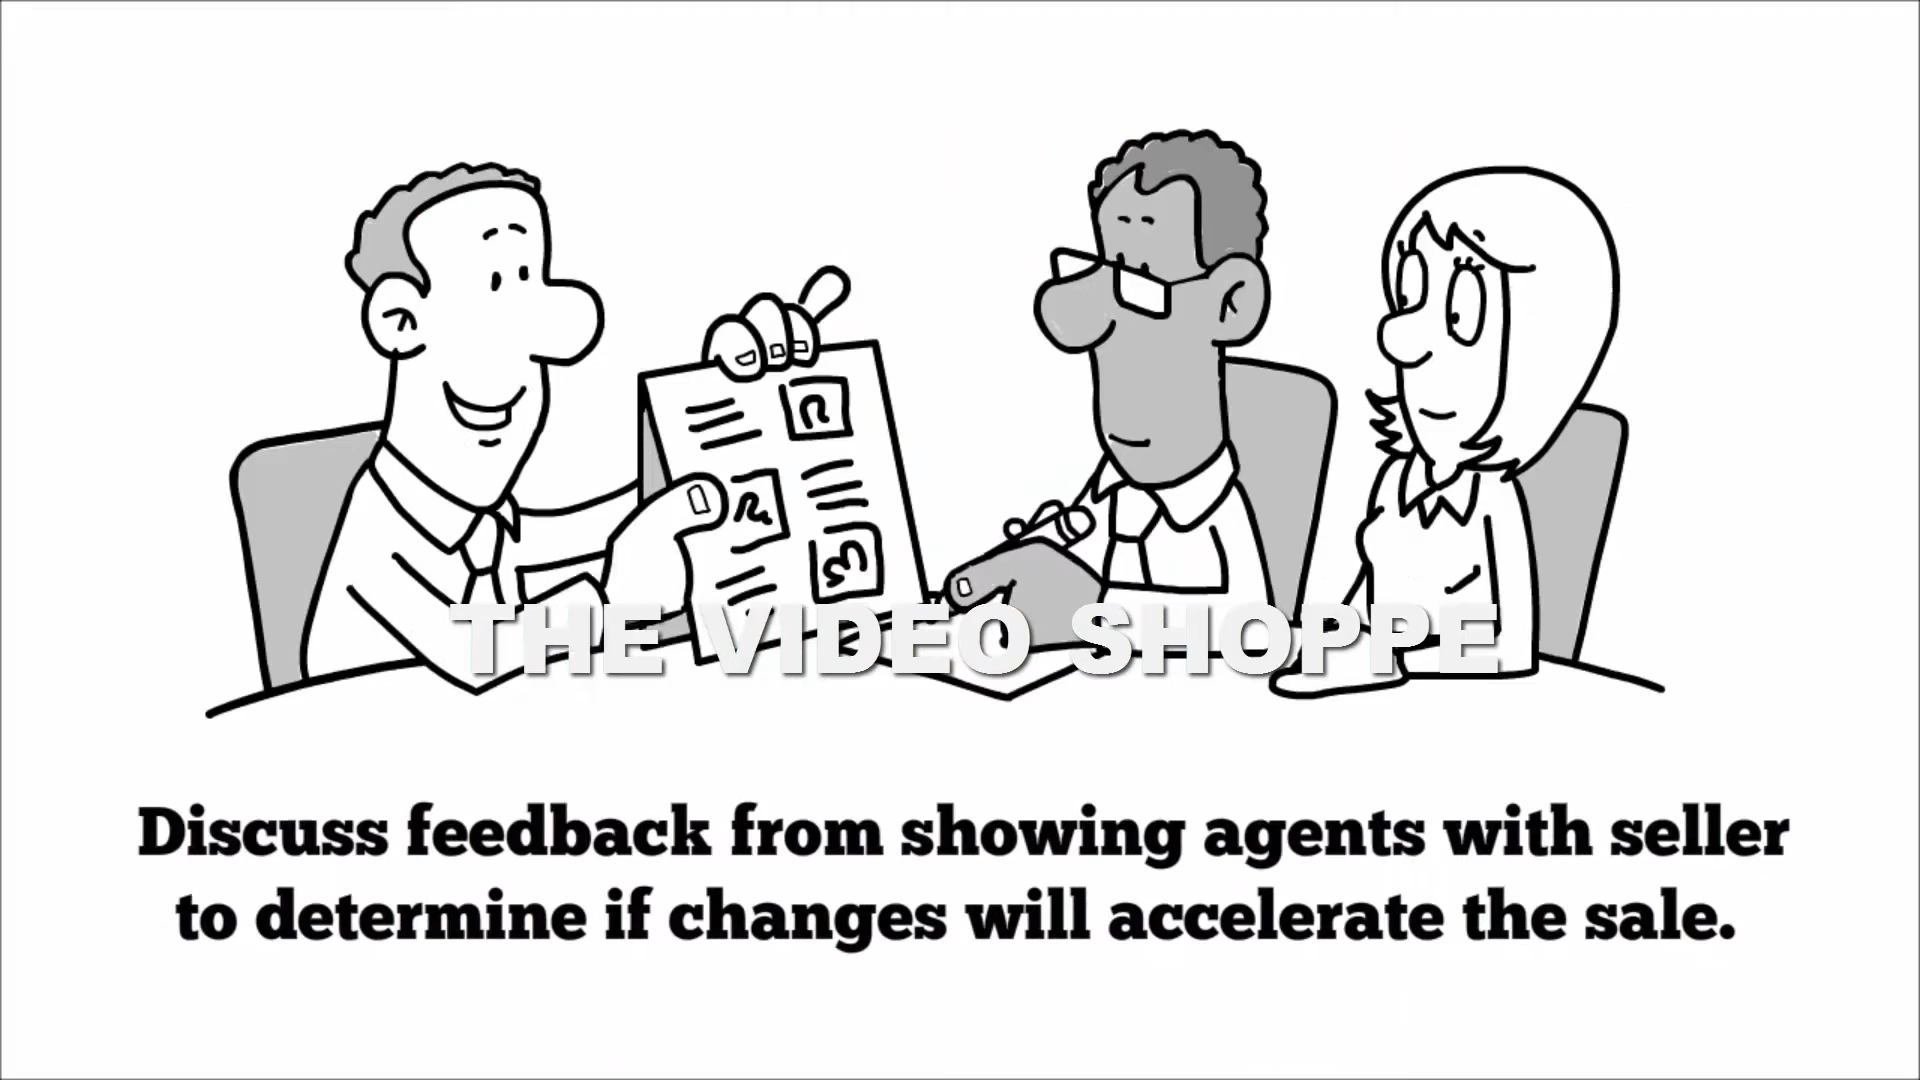 THE VIDEO SHOPPE
Discuss feedback from showing agents with seller
to determine if changes will accelerate the sale.